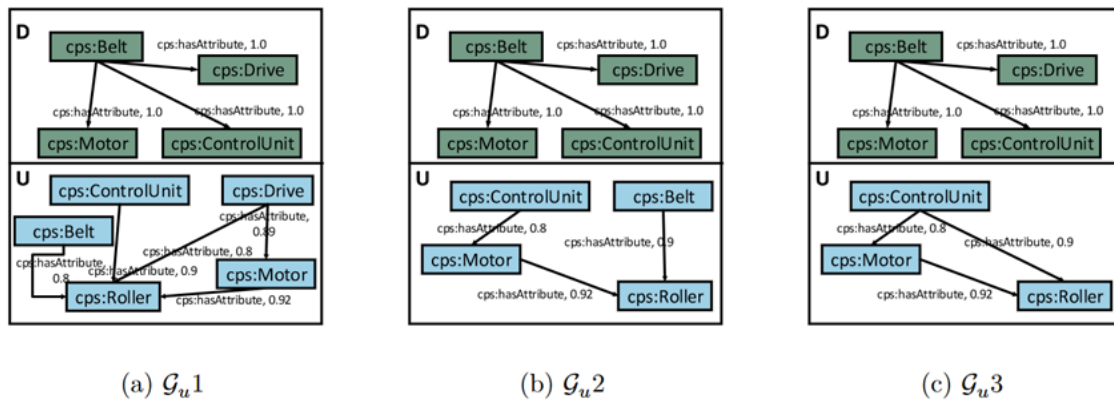 D
cps:Belt
cps:hasAttribute, 1.0
cps:Drive
cps:hasAttribute, 1.0
cps:hasAttribute, 1.0
cps:Motor
cps:ControlUnit
U
cps:ControlUnit
cps:Drive
cps:hasAttribute,
0.89
cps:Belt
cps:hasAttribute, 0.8
cps:hasAttribute,
0.8
cps:hasAttribute, 0.9
cps:Motor
cps:Roller
cps:hasAttribute, 0.92
(a) 𝒢u1
D
cps:Belt
cps:hasAttribute, 1.0
cps:Drive
cps:hasAttribute, 1.0
cps:hasAttribute, 1.0
cps:Motor
cps:ControlUnit
U
cps:ControlUnit
cps:Belt
cps:hasAttribute, 0.8
cps:hasAttribute, 0.9
cps:Motor
cps:hasAttribute, 0.92
cps:Roller
(b) 𝒢u2
D
cps:Belt
cps:hasAttribute, 1.0
cps:Drive
cps:hasAttribute, 1.0
cps:hasAttribute, 1.0
cps:Motor
cps:ControlUnit
U
cps:ControlUnit
cps:hasAttribute, 0.8
cps:hasAttribute, 0.9
cps:Motor
cps:hasAttribute, 0.92
cps:Roller
(c) 𝒢u3